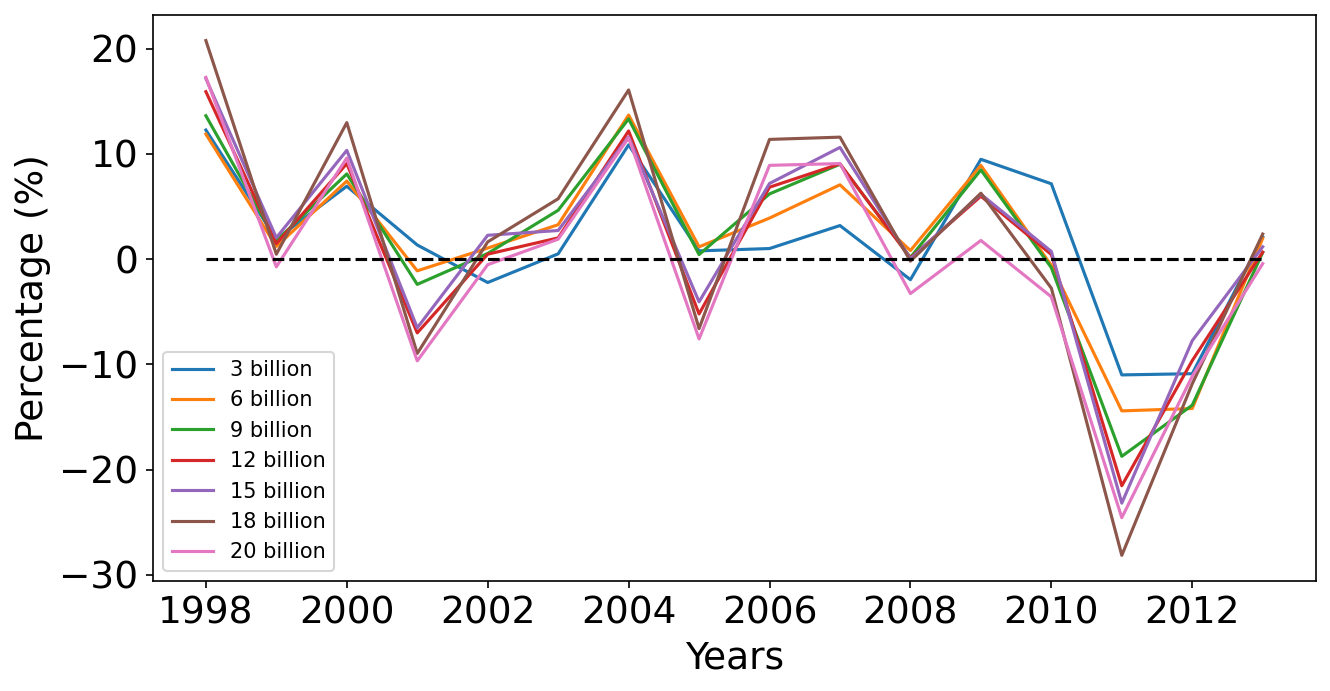 Percentage (%)
20
10
0
−10
−20
−30
3 billion
6 billion
9 billion
12 billion
15 billion
18 billion
20 billion
1998 2000 2002 2004 2006 2008 2010 2012
Years